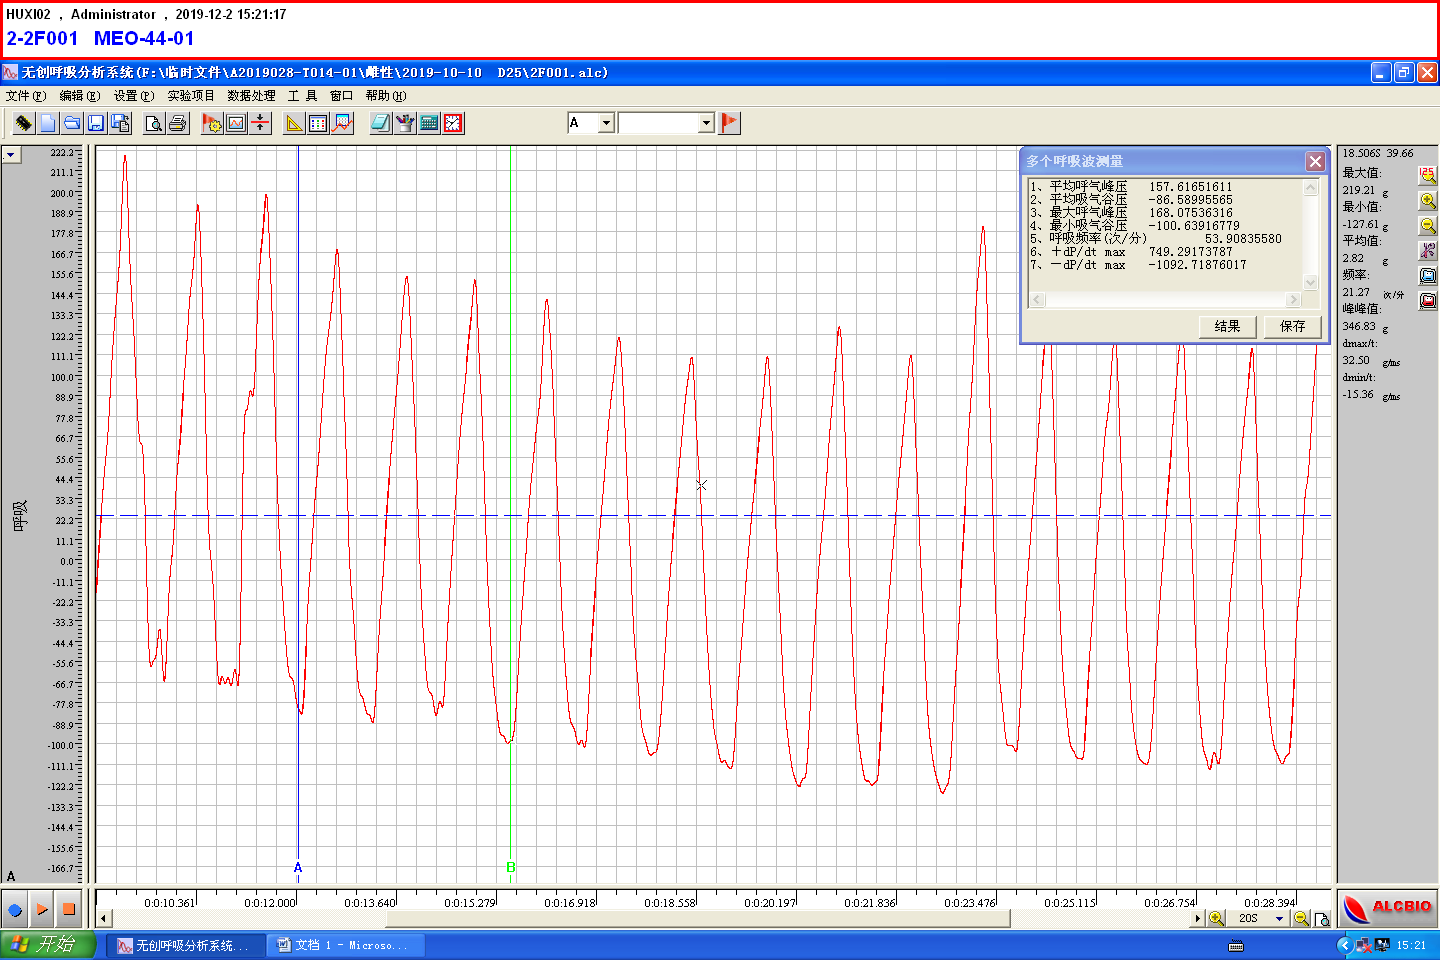 HUXI02 , Administrator , 2019-12-2 15:21:17
2-2F001 MEO-44-01
无创呼吸分析系统(F:\临时文件\A2019028-T014-01\雌性\2019-10-10 D25\2F001.alc)
文件(F) 编辑(E) 设置(P) 实验项目 数据处理 工 具 窗口 帮助(H)
A
222.2
211.1
200.0
188.9
177.8
166.7
155.6
144.4
133.3
122.2
111.1
100.0
88.9
77.8
66.7
55.6
44.4
33.3
22.2
11.1
0.0
-11.1
-22.2
-33.3
-44.4
-55.6
-66.7
-77.8
-88.9
-100.0
-111.1
-122.2
-133.3
-144.4
-155.6
-166.7
呼吸
A
A
B
多个呼吸波测量
1、平均呼气峰压 157.61651611
2、平均吸气谷压 -86.58995565
3、最大呼气峰压 168.07536316
4、最小吸气谷压 -100.63916779
5、呼吸频率(次/分) 53.90835580
6、＋dP/dt max 749.29173787
7、－dP/dt max -1092.71876017
结果 保存
18.506S 39.66
最大值:
219.21 g
最小值:
-127.61 g
平均值:
2.82 g
频率:
21.27 次/分
峰峰值:
346.83 g
dmax/t:
32.50 g/ms
dmin/t:
-15.36 g/ms
125
0:0:10.361 0:0:12.000 0:0:13.640 0:0:15.279 0:0:16.918 0:0:18.558 0:0:20.197 0:0:21.836 0:0:23.476 0:0:25.115 0:0:26.754 0:0:28.394
20S
ALCBIO
开始 无创呼吸分析系统... 文档 1 - Microso... 15:21